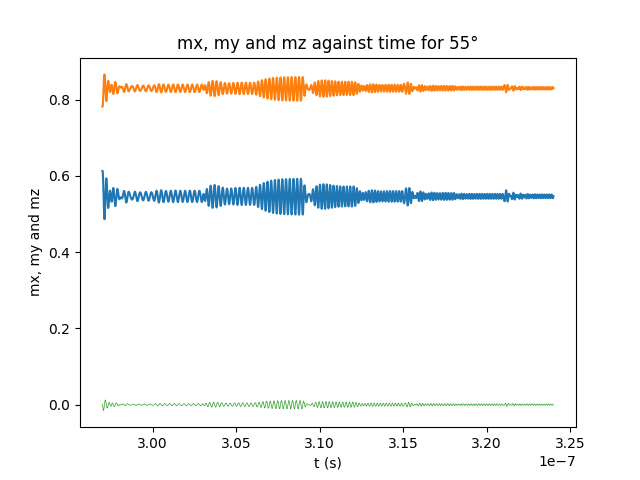 mx, my and mz against time for 55°
mx, my and mz
0.8
0.6
0.4
0.2
0.0
3.00 3.05 3.10 3.15 3.20 3.25
1e−7
t (s)